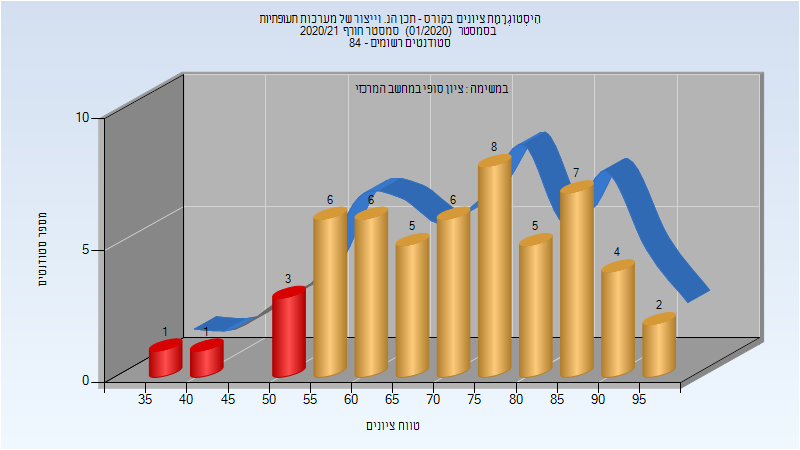 הִיסְטוֹגְרַמַת ציונים בקורס - תכן הנ. וייצור של מערכות תעופתיות
בסמסטר (01/2020) סמסטר חורף 2020/21
סטודנטים רשומים - 84
במשימה : ציון סופי במחשב המרכזי
מספר סטודנטים
10
5
0
1
1
3
6
6
5
6
8
5
7
4
2
35 40 45 50 55 60 65 70 75 80 85 90 95
טווח ציונים